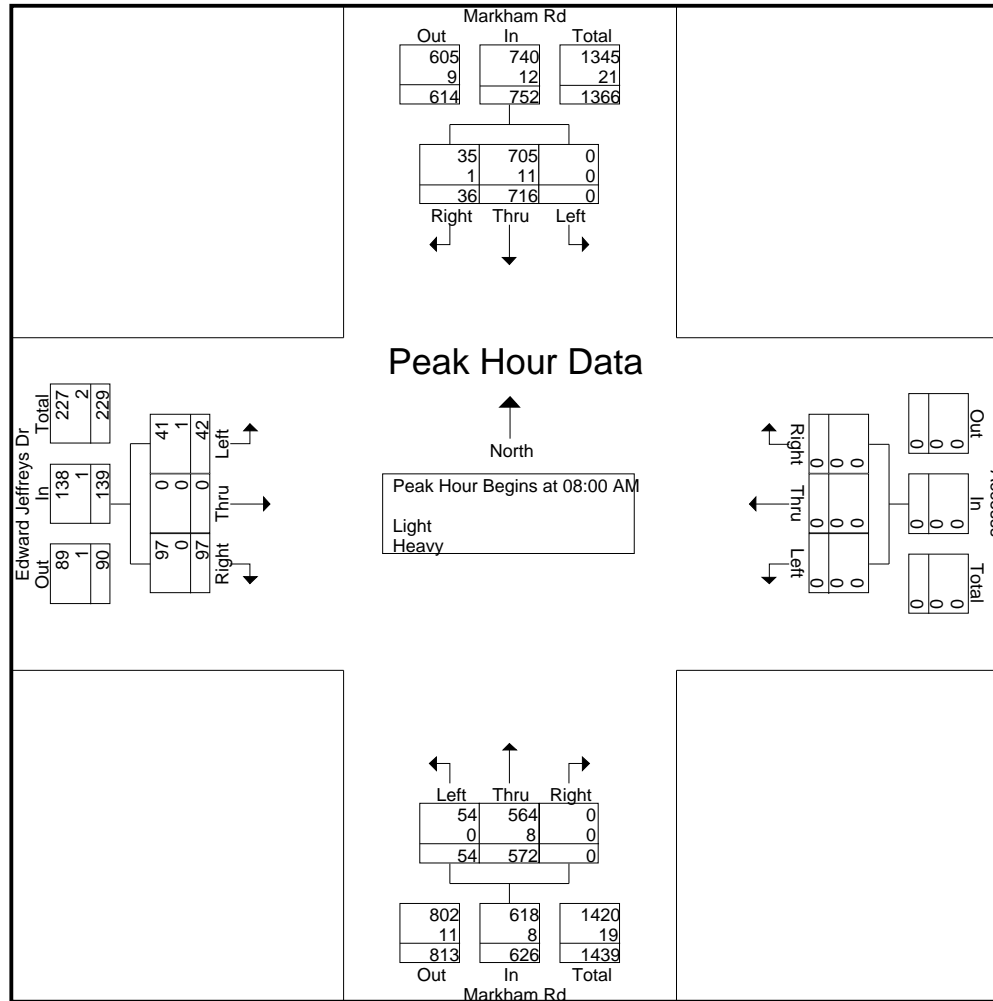 Markham Rd
Out In Total
605 740 1345
9 12 21
614 752 1366
35 705 0
1 11 0
36 716 0
Right Thru Left
Peak Hour Data
North
Peak Hour Begins at 08:00 AM
Light
Heavy
Edward Jeffreys Dr
Out In Total
89 138 227
1 1 2
90 139 229
Right Thru Left
97 0 41
0 0 1
97 0 42
Out In Total
0 0 0
0 0 0
0 0 0
Right Thru Left
0 0 0
0 0 0
0 0 0
Left Thru Right
54 564 0
0 8 0
54 572 0
802 618 1420
11 8 19
813 626 1439
Out In Total
Markham Rd